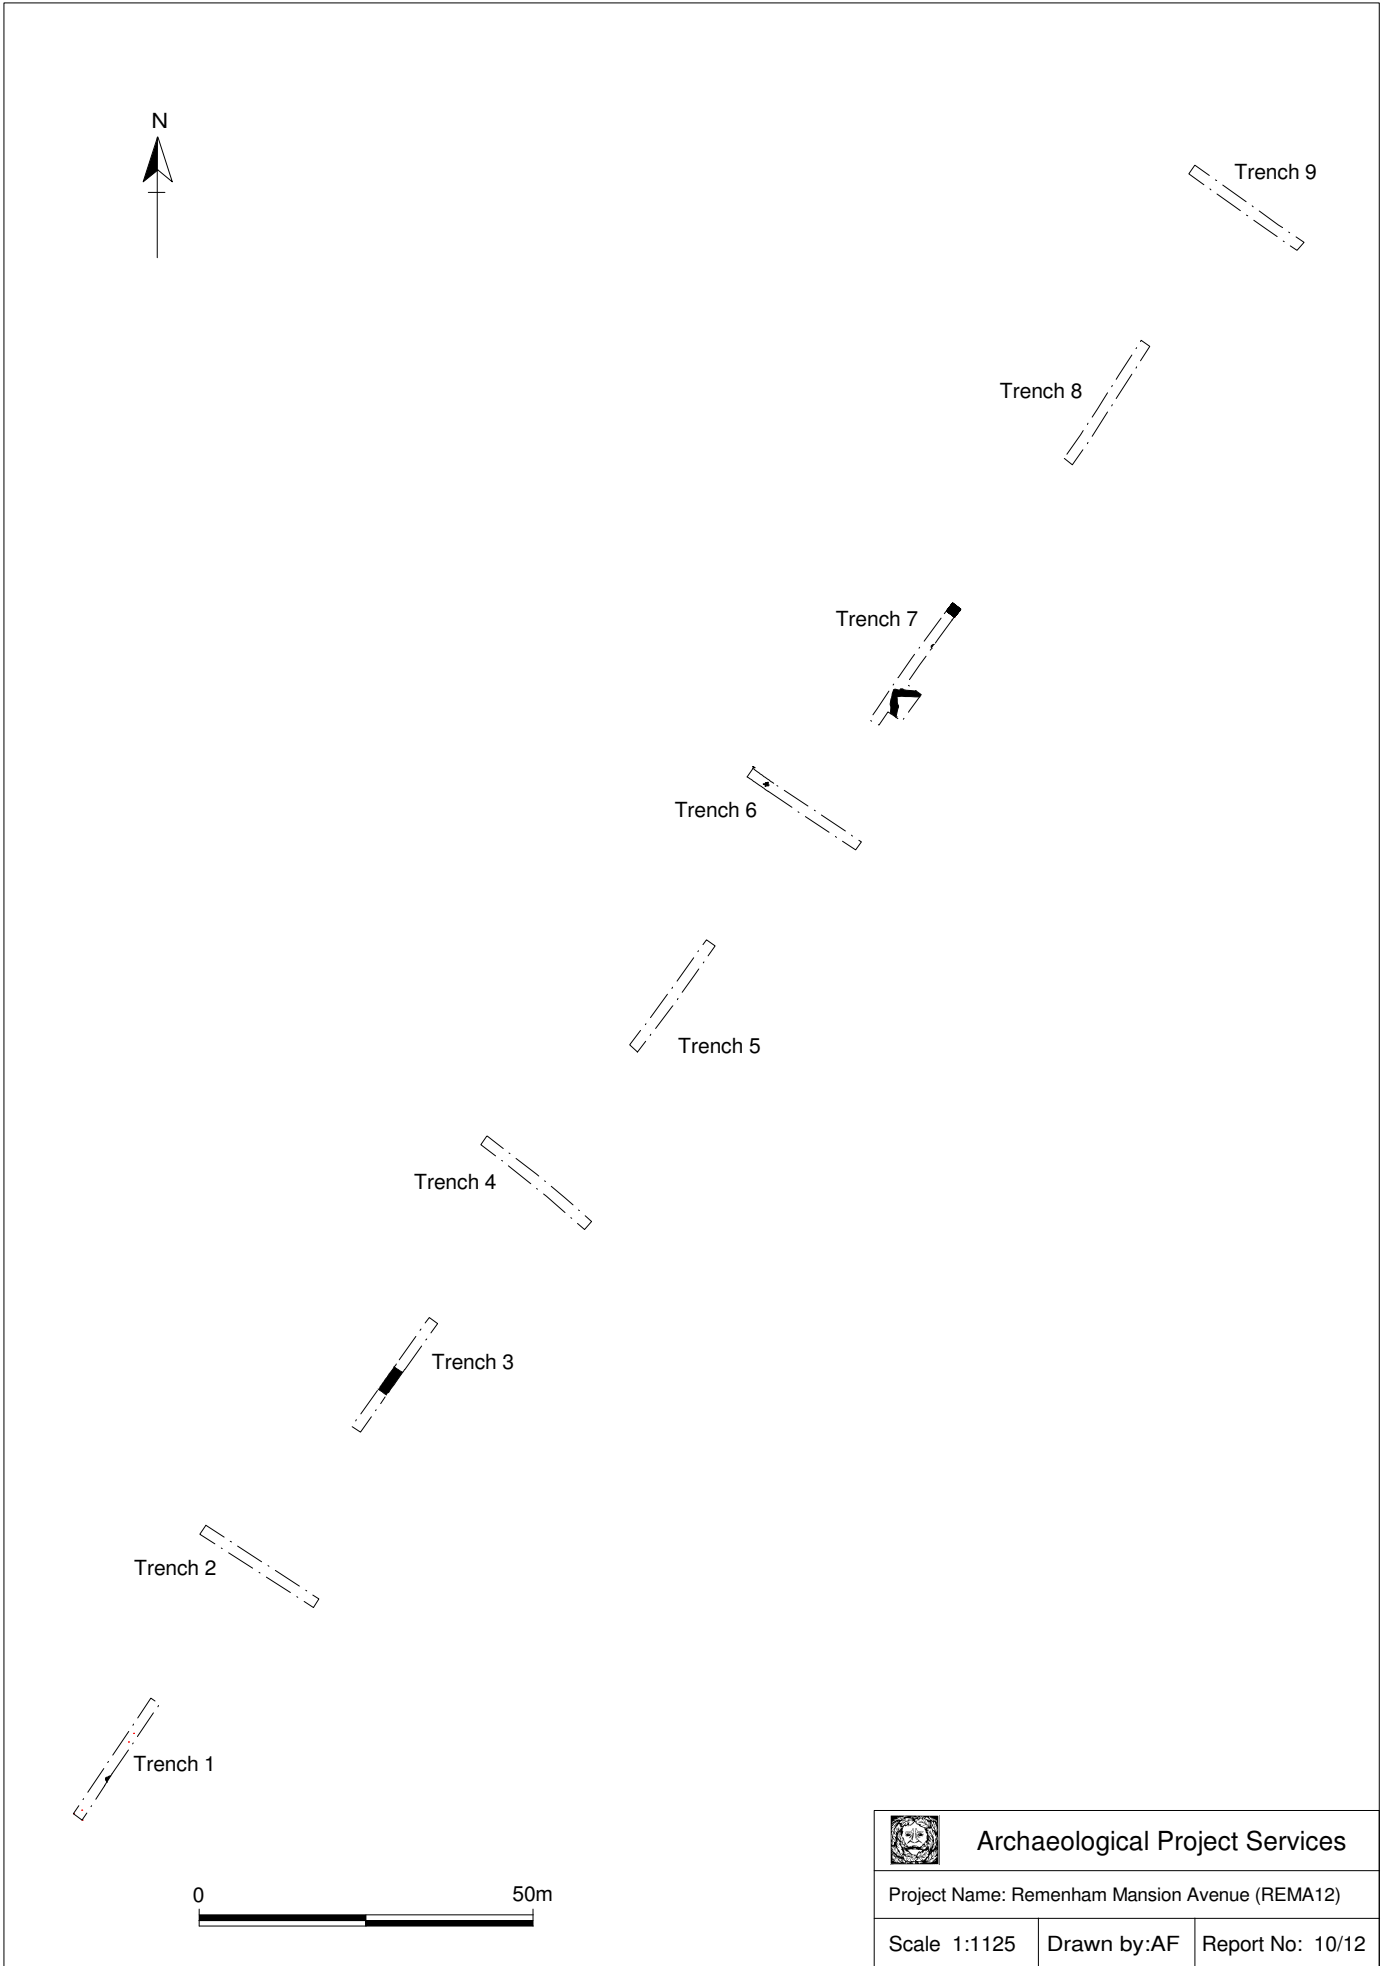 N
Trench 9
Trench 8
Trench 7
Trench 6
Trench 5
Trench 4
Trench 3
Trench 2
Trench 1
0 50m
Archaeological Project Services
Project Name: Remenham Mansion Avenue (REMA12)
Scale 1:1125 Drawn by:AF Report No: 10/12